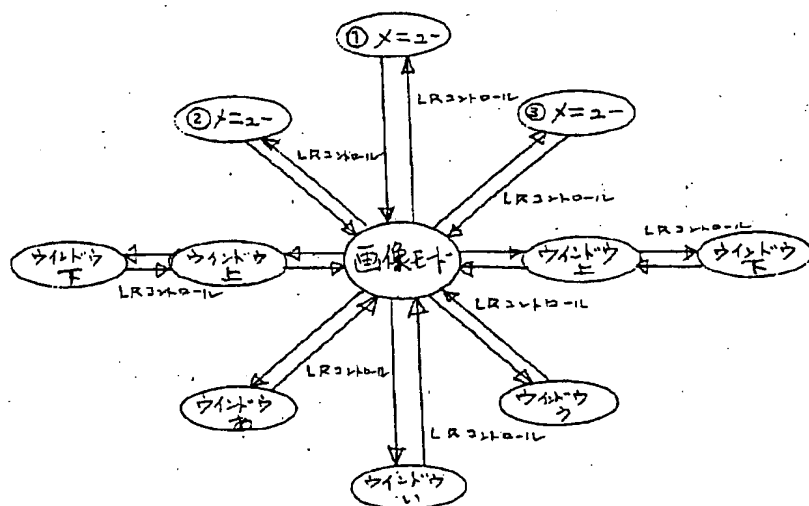 ① メニュー
LRコントロール
② メニュー
③ メニュー
LRコントロール
LRコントロール
LRコントロール
ウインドウ
下
ウインドウ
上
画像モード
ウインドウ
上
ウインドウ
下
LRコントロール
LRコントロール
LRコントロール
ウインドウ
あ
ウインドウ
う
LRコントロール
ウインドウ
い